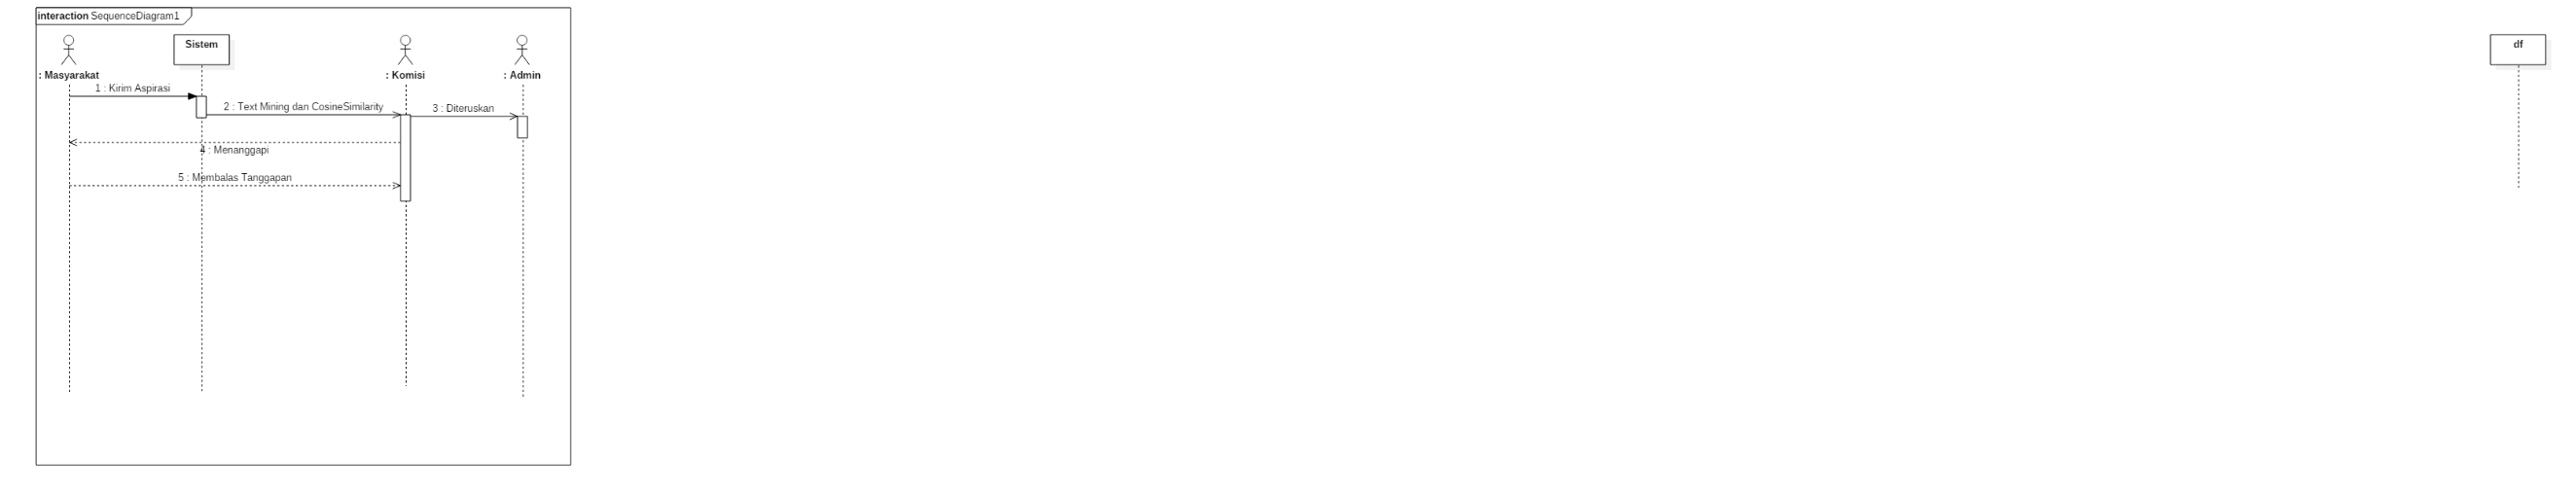 interaction SequenceDiagram1
Sistem
df
: Masyarakat
: Komisi
: Admin
1 : Kirim Aspirasi
2 : Text Mining dan CosineSimilarity
3 : Diteruskan
4 : Menanggapi
5 : Membalas Tanggapan